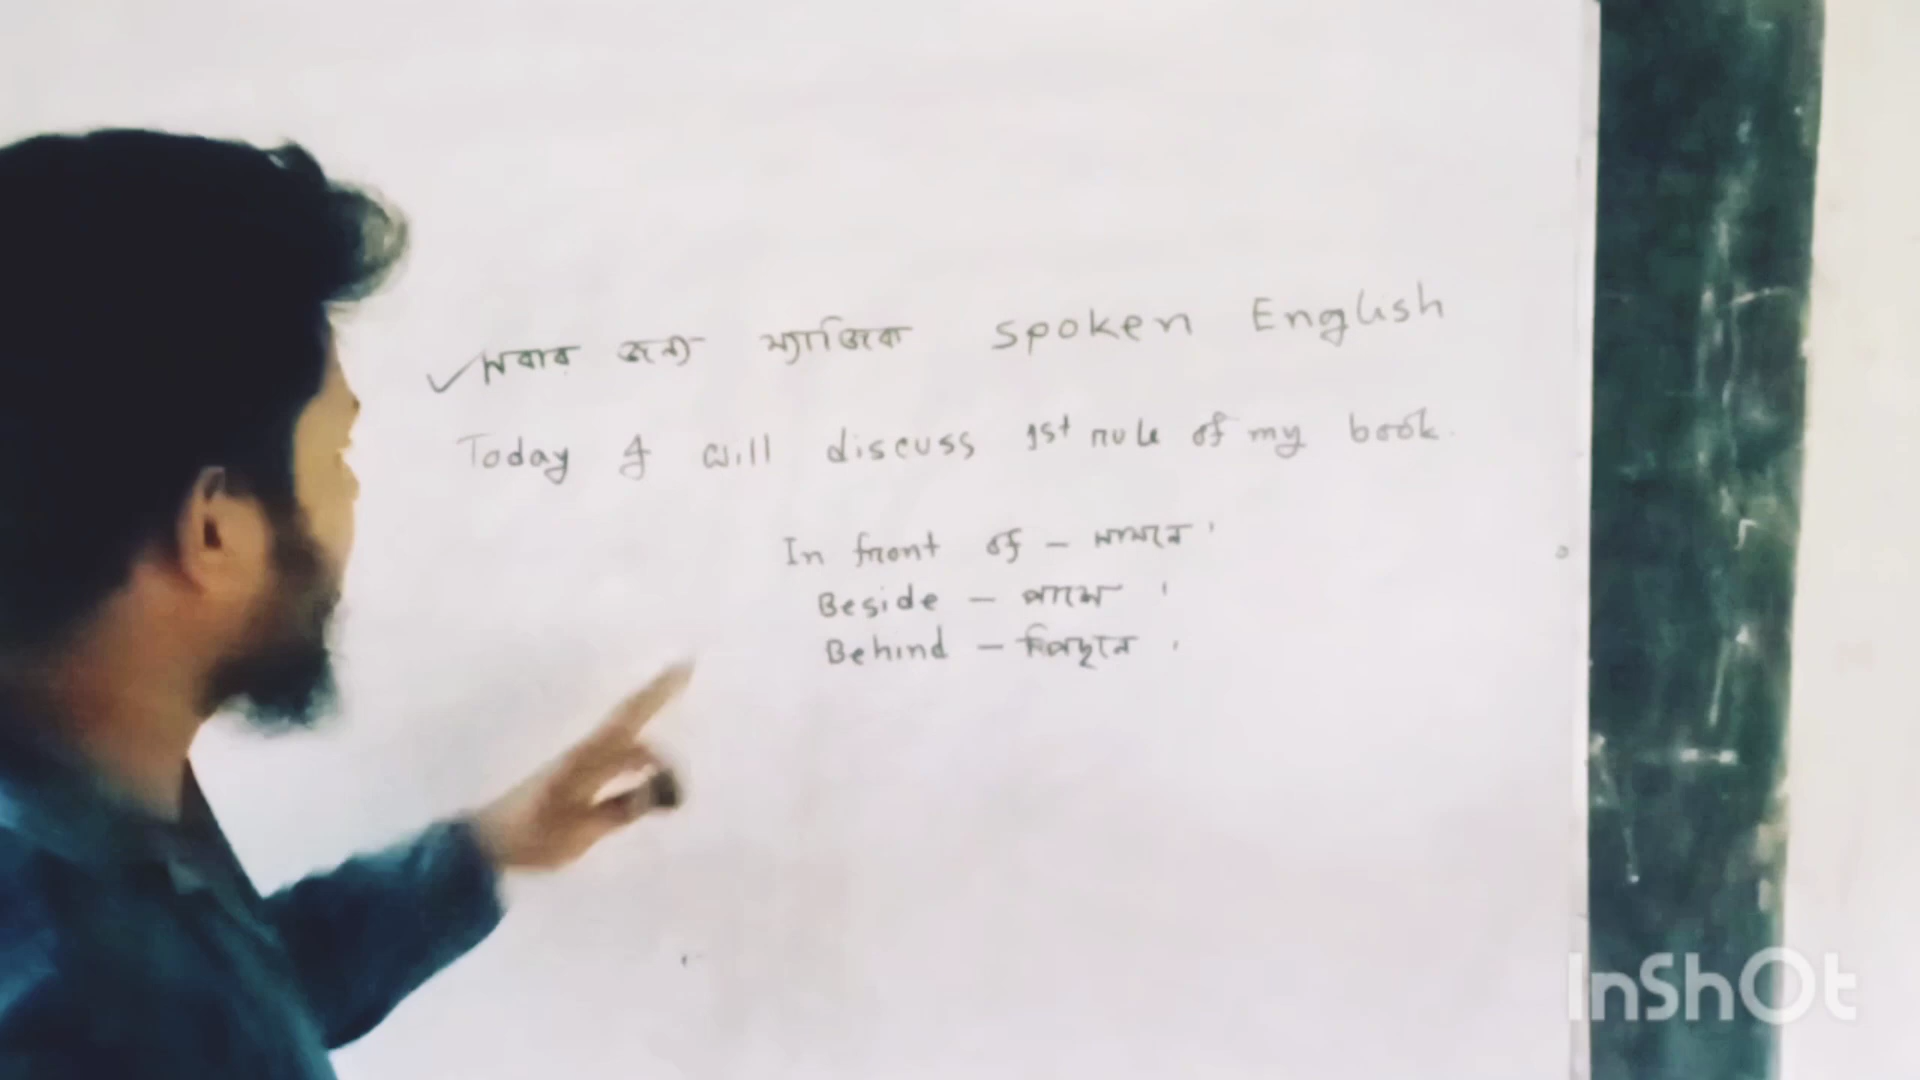 সবার জন্য ম্যাজিক Spoken English
Today I will discuss 1st rule of my book.
In front of - সামনে।
Beside - পাশে।
Behind - পিছনে।
InShOt